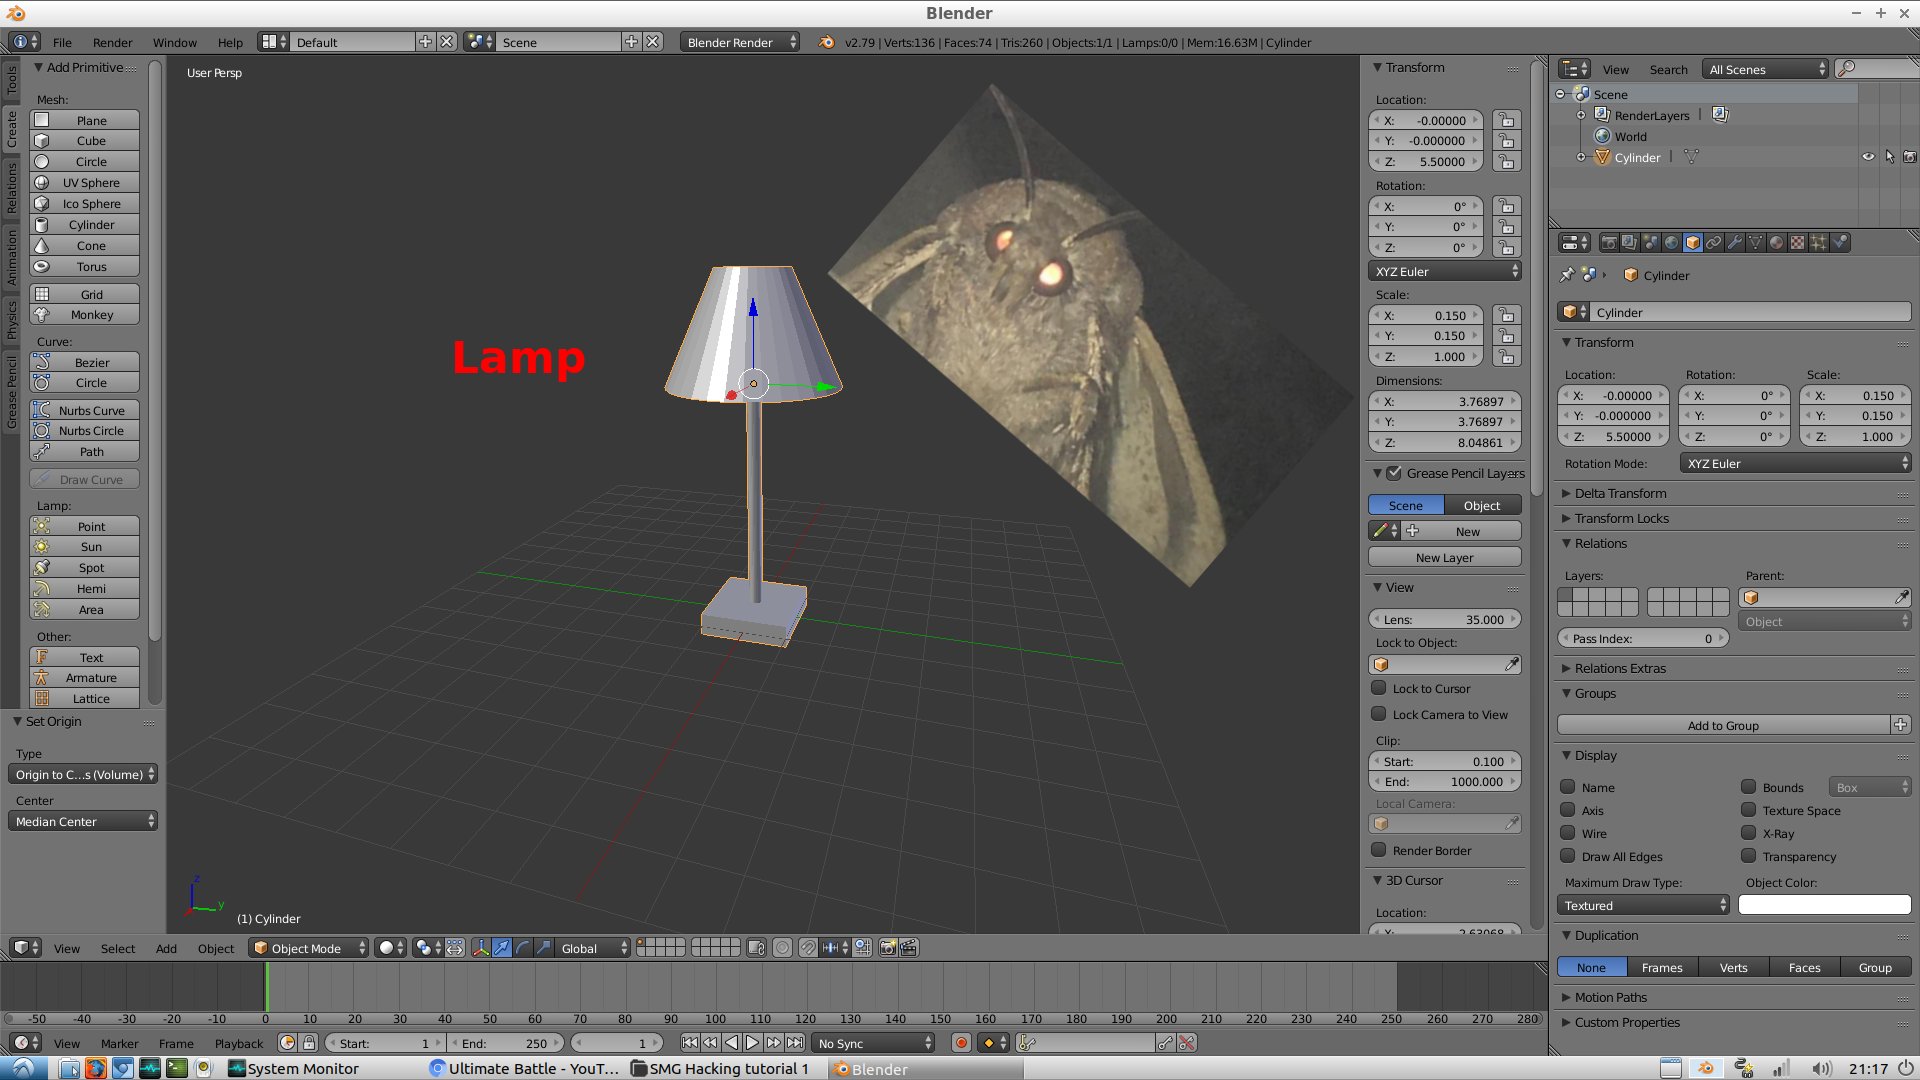 Blender
File Render Window Help Default Scene Blender Render v2.79 | Verts:136 | Faces:74 | Tris:260 | Objects:1/1 | Lamps:0/0 | Mem:16.63M | Cylinder
Tools
Create
Relations
Animation
Physics
Grease Pencil
Add Primitive
Mesh:
Plane
Cube
Circle
UV Sphere
Ico Sphere
Cylinder
Cone
Torus
Grid
Monkey
Curve:
Bezier
Circle
Nurbs Curve
Nurbs Circle
Path
Draw Curve
Lamp:
Point
Sun
Spot
Hemi
Area
Other:
Text
Armature
Lattice
Set Origin
Type
Origin to C...s (Volume)
Center
Median Center
User Persp
Lamp
z
y
(1) Cylinder
Transform
Location:
X: -0.00000
Y: -0.000000
Z: 5.50000
Rotation:
X: 0°
Y: 0°
Z: 0°
XYZ Euler
Scale:
X: 0.150
Y: 0.150
Z: 1.000
Dimensions:
X: 3.76897
Y: 3.76897
Z: 8.04861
Grease Pencil Layers
Scene Object
New
New Layer
View
Lens: 35.000
Lock to Object:
Lock to Cursor
Lock Camera to View
Clip:
Start: 0.100
End: 1000.000
Local Camera:
Render Border
3D Cursor
Location:
X: 2.63068
View Search All Scenes
Scene
RenderLayers |
World
Cylinder |
Cylinder
Cylinder
Transform
Location: Rotation: Scale:
X: -0.00000 X: 0° X: 0.150
Y: -0.000000 Y: 0° Y: 0.150
Z: 5.50000 Z: 0° Z: 1.000
Rotation Mode: XYZ Euler
Delta Transform
Transform Locks
Relations
Layers: Parent:
Object
Pass Index: 0
Relations Extras
Groups
Add to Group
Display
Name Bounds Box
Axis Texture Space
Wire X-Ray
Draw All Edges Transparency
Maximum Draw Type: Object Color:
Textured
Duplication
None Frames Verts Faces Group
Motion Paths
Custom Properties
View Select Add Object Object Mode Global
-50 -40 -30 -20 -10 0 10 20 30 40 50 60 70 80 90 100 110 120 130 140 150 160 170 180 190 200 210 220 230 240 250 260 270 280
View Marker Frame Playback Start: 1 End: 250 1 No Sync
System Monitor Ultimate Battle - YouT... SMG Hacking tutorial 1 Blender 21:17